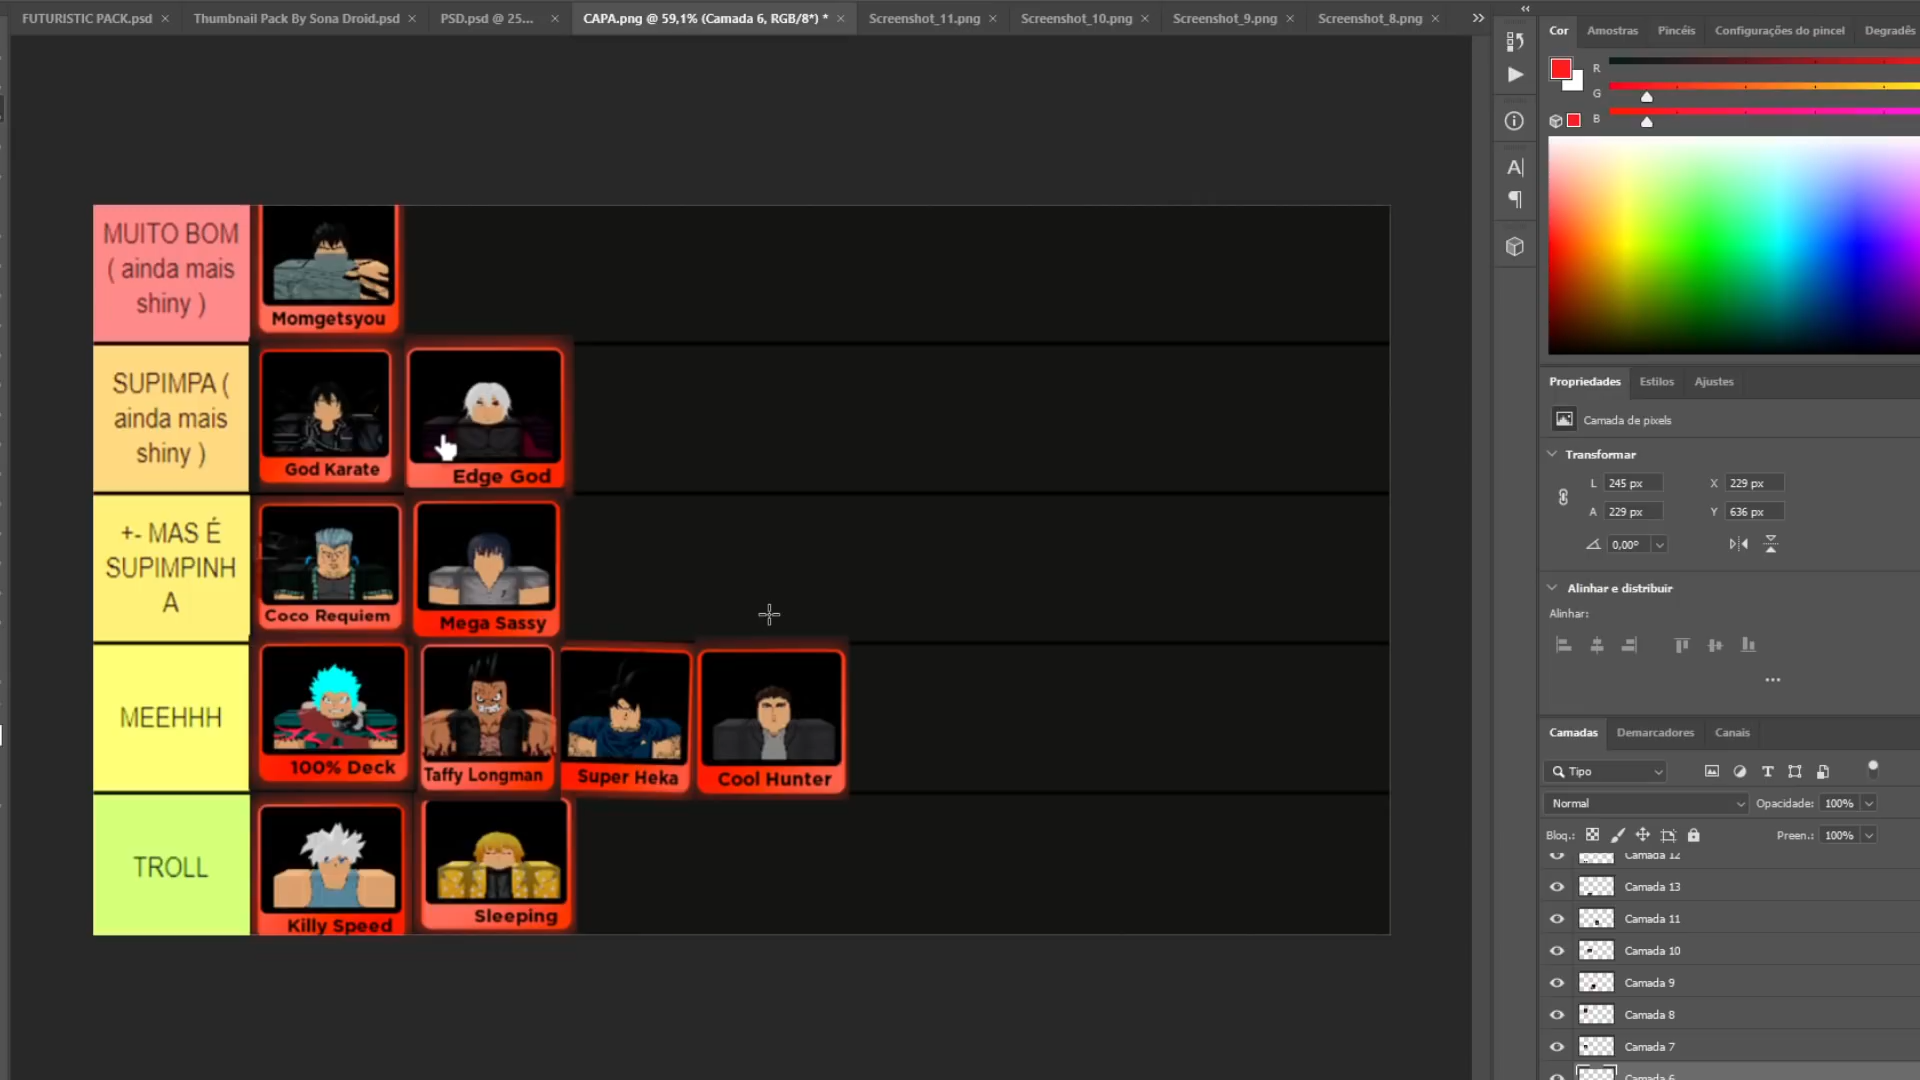 FUTURISTIC PACK.psd ×
Thumbnail Pack By Sona Droid.psd ×
PSD.psd @ 25... ×
CAPA.png @ 59,1% (Camada 6, RGB/8*) * ×
Screenshot_11.png ×
Screenshot_10.png ×
Screenshot_9.png ×
Screenshot_8.png ×
Cor
Amostras
Pincéis
Configurações do pincel
Degradês
R
G
B
MUITO BOM
( ainda mais
shiny )
Momgetsyou
SUPIMPA (
ainda mais
shiny )
God Karate
Edge God
+- MAS É
SUPIMPINH
A
Coco Requiem
Mega Sassy
MEEHHH
100% Deck
Taffy Longman
Super Heka
Cool Hunter
TROLL
Killy Speed
Sleeping
Propriedades
Estilos
Ajustes
Camada de pixels
Transformar
L 245 px X 229 px
A 229 px Y 636 px
0,00°
Alinhar e distribuir
Alinhar:
Camadas
Demarcadores
Canais
Tipo
Normal
Opacidade: 100%
Bloq.:
Preen.: 100%
Camada 12
Camada 13
Camada 11
Camada 10
Camada 9
Camada 8
Camada 7
Camada 6